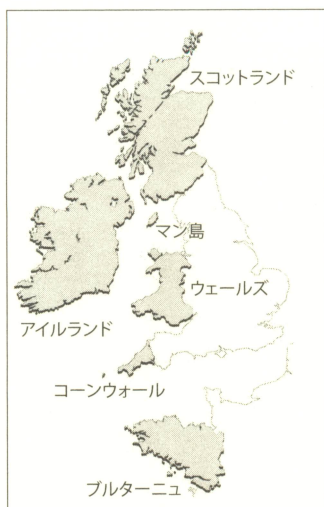 スコットランド
マン島
ウェールズ
アイルランド
コーンウォール
ブルターニュ